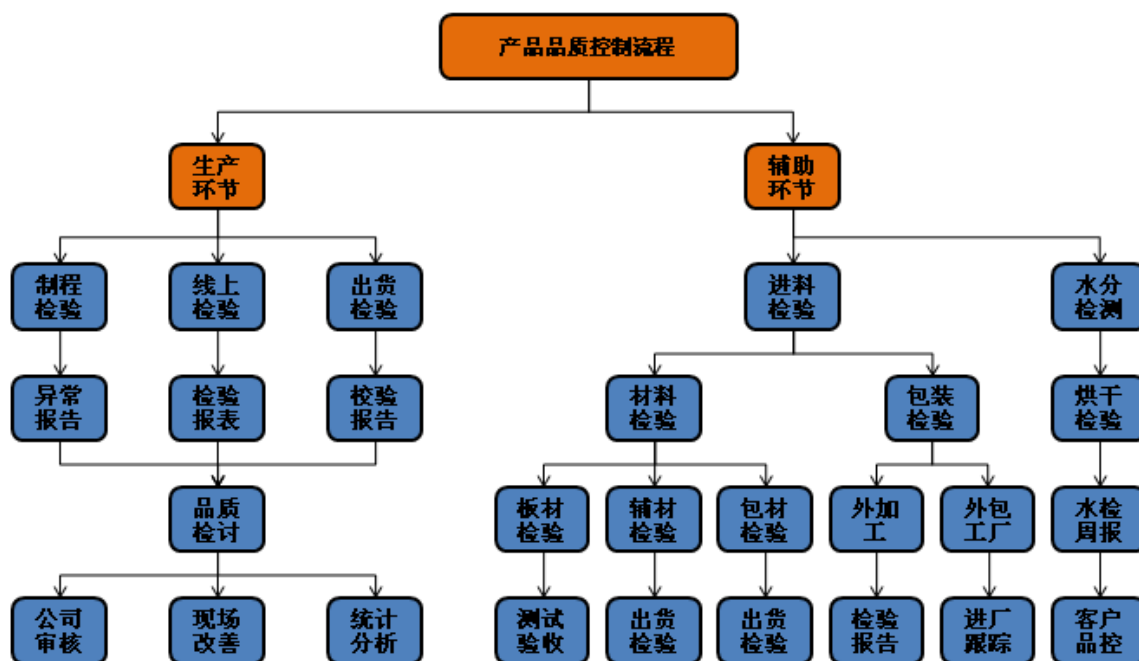 产品品质控制流程
生产
环节
辅助
环节
制程
检验
线上
检验
出货
检验
进料
检验
水分
检测
异常
报告
检验
报表
校验
报告
材料
检验
包装
检验
烘干
检验
品质
检讨
板材
检验
辅材
检验
包材
检验
外加
工
外包
工厂
水检
周报
公司
审核
现场
改善
统计
分析
测试
验收
出货
检验
出货
检验
检验
报告
进厂
跟踪
客户
品控